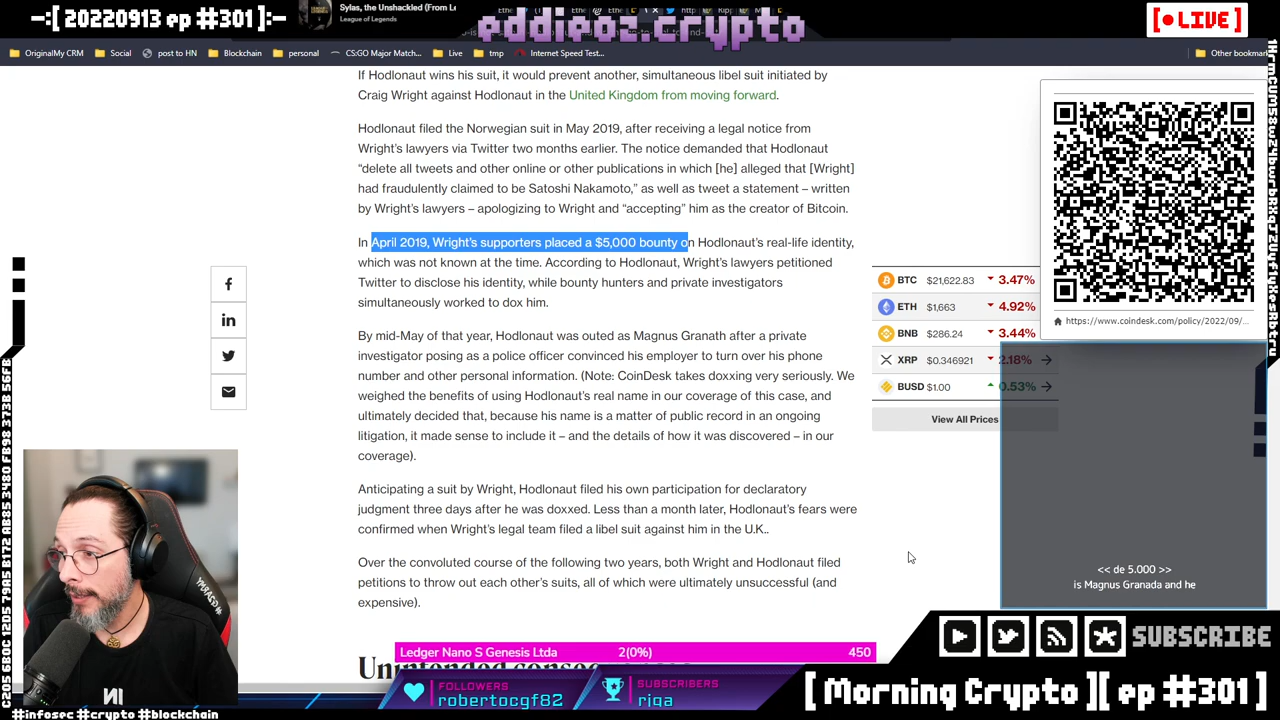 -:[ 20220913 ep #301 ]:-
Sylas, the Unshackled (From Le
League of Legends
eddieoz.crypto
[● LIVE]
OriginalMy CRM
Social
post to HN
Blockchain
personal
CS:GO Major Match...
Live
tmp
Internet Speed Test...
Other bookmar
If Hodlonaut wins his suit, it would prevent another, simultaneous libel suit initiated by
Craig Wright against Hodlonaut in the United Kingdom from moving forward.
Hodlonaut filed the Norwegian suit in May 2019, after receiving a legal notice from
Wright's lawyers via Twitter two months earlier. The notice demanded that Hodlonaut
“delete all tweets and other online or other publications in which [he] alleged that [Wright]
had fraudulently claimed to be Satoshi Nakamoto,” as well as tweet a statement – written
by Wright's lawyers – apologizing to Wright and “accepting” him as the creator of Bitcoin.
In April 2019, Wright's supporters placed a $5,000 bounty on Hodlonaut's real-life identity,
which was not known at the time. According to Hodlonaut, Wright's lawyers petitioned
Twitter to disclose his identity, while bounty hunters and private investigators
simultaneously worked to dox him.
By mid-May of that year, Hodlonaut was outed as Magnus Granath after a private
investigator posing as a police officer convinced his employer to turn over his phone
number and other personal information. (Note: CoinDesk takes doxxing very seriously. We
weighed the benefits of using Hodlonaut's real name in our coverage of this case, and
ultimately decided that, because his name is a matter of public record in an ongoing
litigation, it made sense to include it – and the details of how it was discovered – in our
coverage).
Anticipating a suit by Wright, Hodlonaut filed his own participation for declaratory
judgment three days after he was doxxed. Less than a month later, Hodlonaut's fears were
confirmed when Wright's legal team filed a libel suit against him in the U.K..
Over the convoluted course of the following two years, both Wright and Hodlonaut filed
petitions to throw out each other's suits, all of which were ultimately unsuccessful (and
expensive).
https://www.coindesk.com/policy/2022/09/...
BTC $21,622.83 3.47%
ETH $1,663 4.92%
BNB $286.24 3.44%
XRP $0.346921 2.18%
BUSD $1.00 0.53%
View All Prices
<< de 5.000 >>
is Magnus Granada and he
Ledger Nano S Genesis Ltda 2(0%) 450
FOLLOWERS
robertocgf82
SUBSCRIBERS
riqa
SUBSCRIBE
[ Morning Crypto ][ ep #301 ]
#infosec #crypto #blockchain